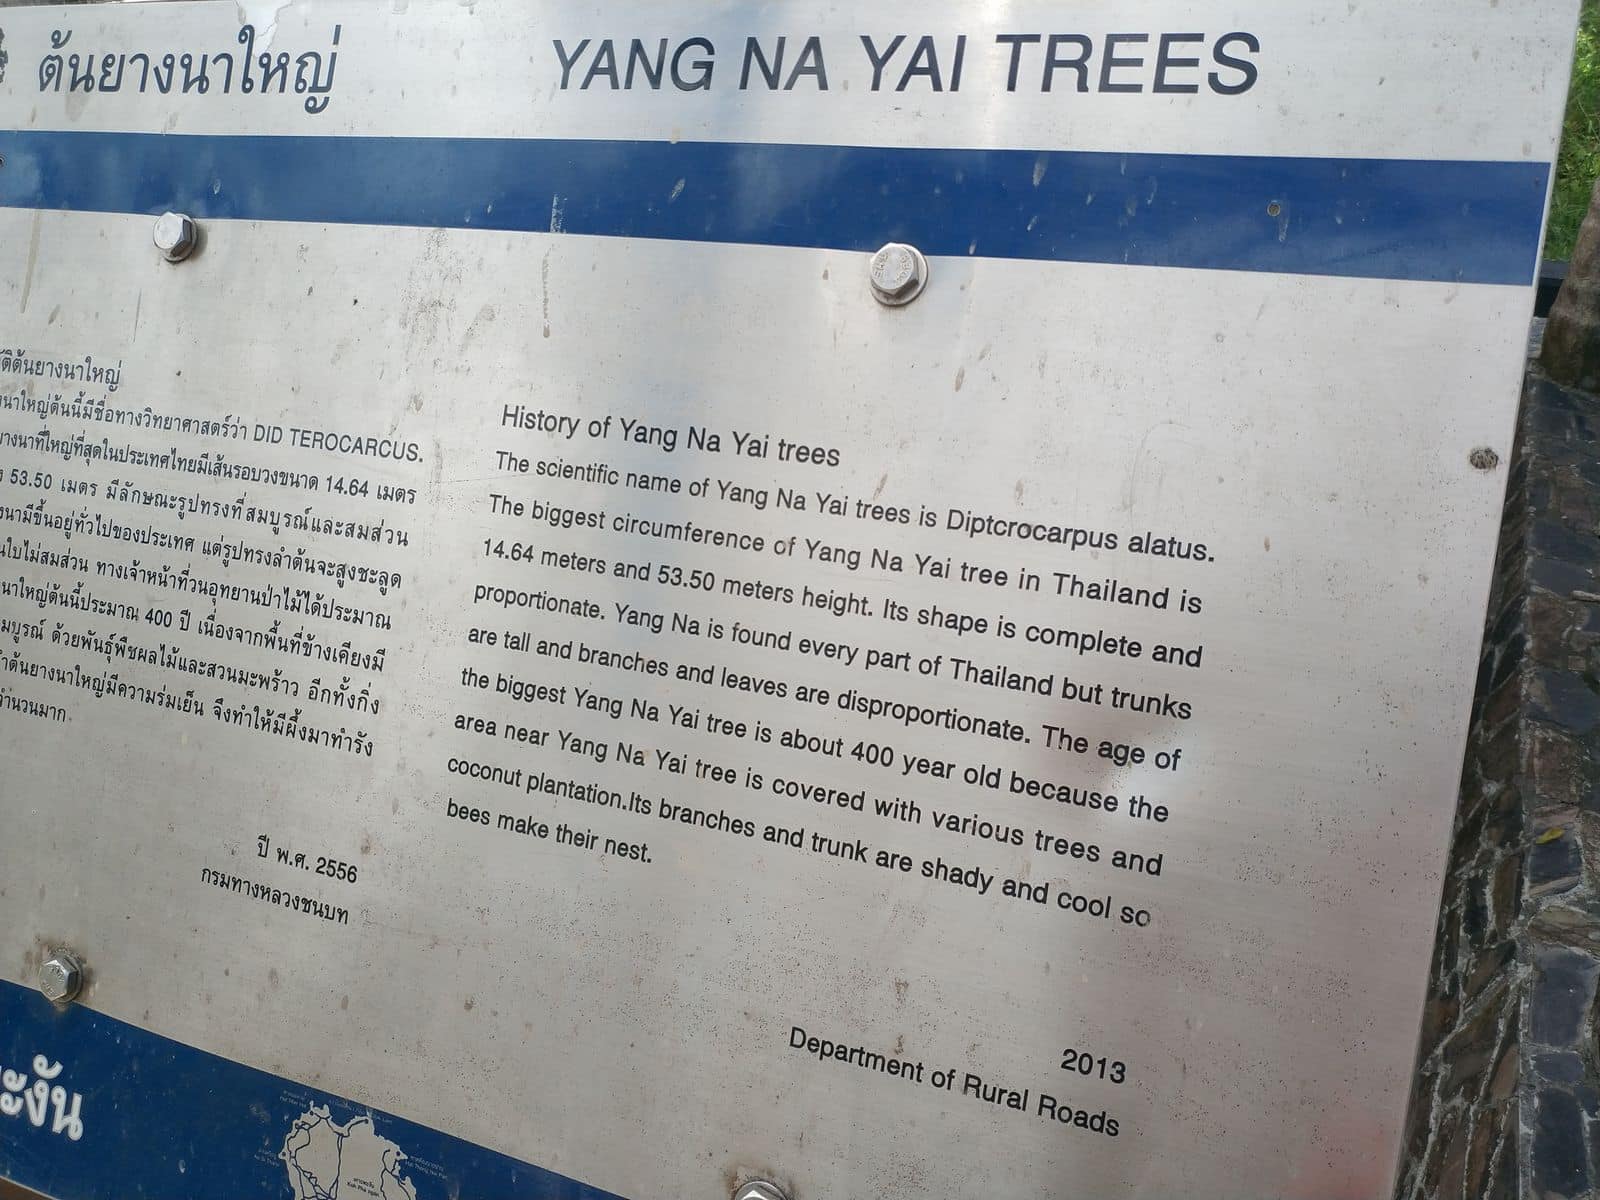 ต้นยางนาใหญ่
YANG NA YAI TREES
ต้นยางนาใหญ่
นาใหญ่ต้นนี้มีชื่อทางวิทยาศาสตร์ว่า DID TEROCARCUS.
ยางนาที่ใหญ่ที่สุดในประเทศไทยมีเส้นรอบวงขนาด 14.64 เมตร
53.50 เมตร มีลักษณะรูปทรงที่สมบูรณ์และสมส่วน
มีขึ้นอยู่ทั่วไปของประเทศ แต่รูปทรงลำต้นจะสูงชะลูด
ใบไม่สมส่วน ทางเจ้าหน้าที่วนอุทยานป่าไม้ได้ประมาณ
นาใหญ่ต้นนี้ประมาณ 400 ปี เนื่องจากพื้นที่ข้างเคียงมี
สมบูรณ์ ด้วยพันธุ์พืชผลไม้และสวนมะพร้าว อีกทั้งกิ่ง
ลำต้นยางนาใหญ่มีความร่มเย็น จึงทำให้มีผึ้งมาทำรัง
จำนวนมาก
ปี พ.ศ. 2556
กรมทางหลวงชนบท
History of Yang Na Yai trees
The scientific name of Yang Na Yai trees is Diptcrocarpus alatus.
The biggest circumference of Yang Na Yai tree in Thailand is
14.64 meters and 53.50 meters height. Its shape is complete and
proportionate. Yang Na is found every part of Thailand but trunks
are tall and branches and leaves are disproportionate. The age of
the biggest Yang Na Yai tree is about 400 year old because the
area near Yang Na Yai tree is covered with various trees and
coconut plantation.Its branches and trunk are shady and cool so
bees make their nest.
2013
Department of Rural Roads
ะงัน